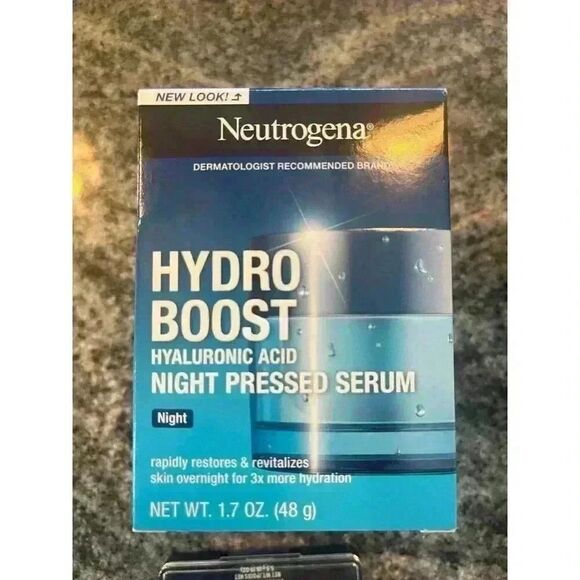 NEW LOOK!
Neutrogena®
DERMATOLOGIST RECOMMENDED BRAND
HYDRO
BOOST
HYALURONIC ACID
NIGHT PRESSED SERUM
Night
rapidly restores & revitalizes
skin overnight for 3x more hydration
NET WT. 1.7 OZ. (48 g)